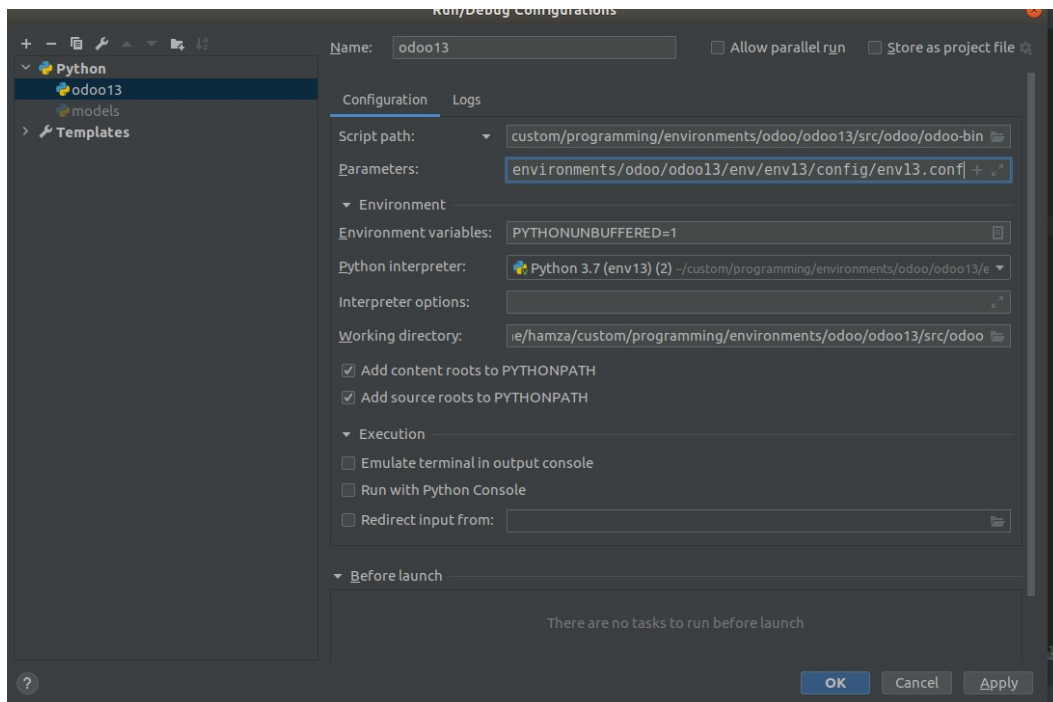 Run/Debug Configurations
Name: odoo13 Allow parallel run Store as project file
Python
odoo13
models
Templates
Configuration Logs
Script path: custom/programming/environments/odoo/odoo13/src/odoo/odoo-bin
Parameters: environments/odoo/odoo13/env/env13/config/env13.conf
Environment
Environment variables: PYTHONUNBUFFERED=1
Python interpreter: Python 3.7 (env13) (2) ~/custom/programming/environments/odoo/odoo13/e
Interpreter options:
Working directory: e/hamza/custom/programming/environments/odoo/odoo13/src/odoo
Add content roots to PYTHONPATH
Add source roots to PYTHONPATH
Execution
Emulate terminal in output console
Run with Python Console
Redirect input from:
Before launch
There are no tasks to run before launch
? OK Cancel Apply